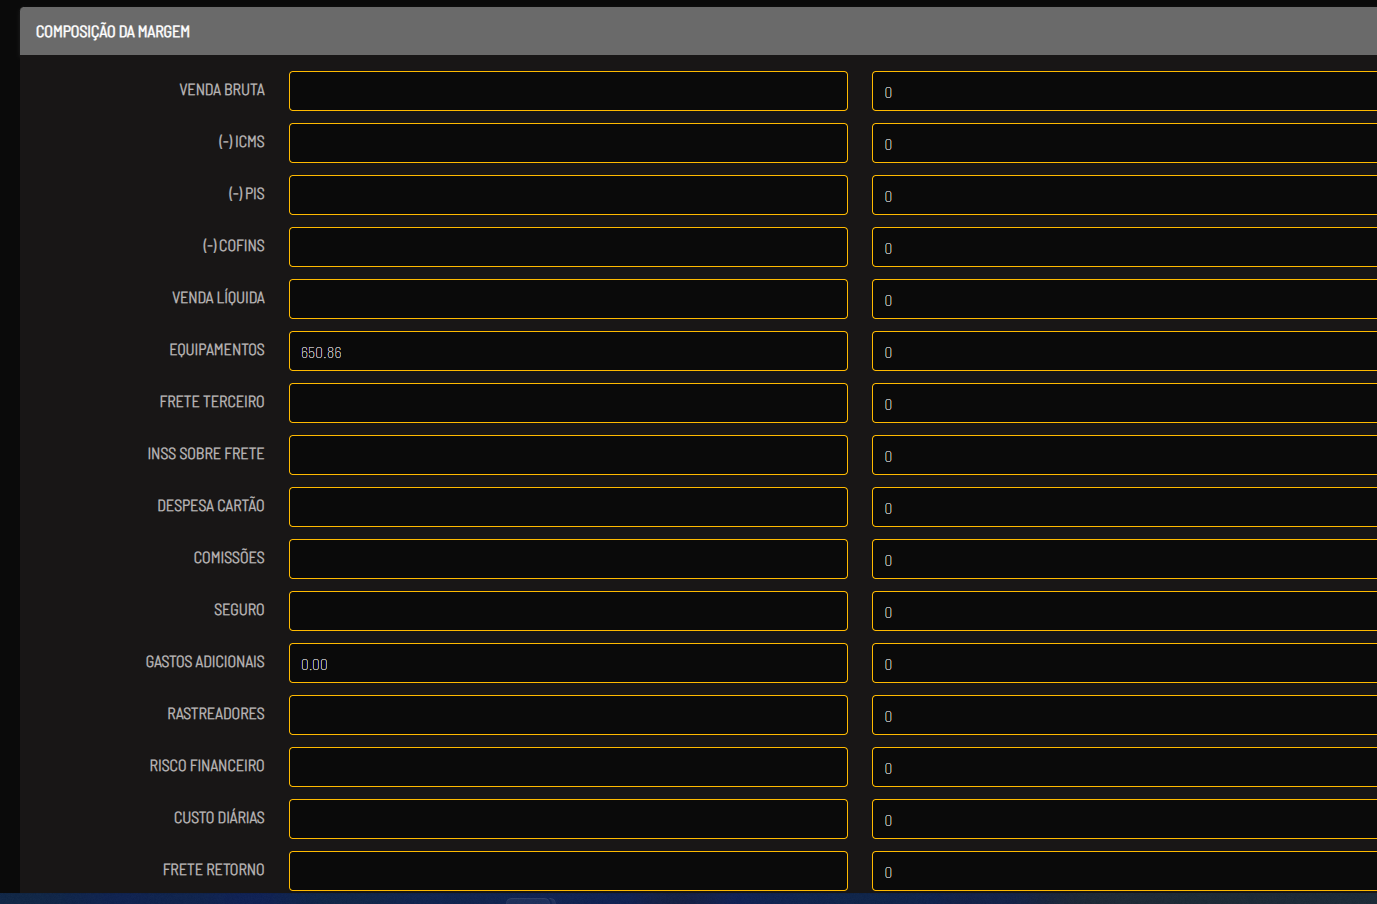 COMPOSIÇÃO DA MARGEM
VENDA BRUTA 0
(-) ICMS 0
(-) PIS 0
(-) COFINS 0
VENDA LÍQUIDA 0
EQUIPAMENTOS 650.86 0
FRETE TERCEIRO 0
INSS SOBRE FRETE 0
DESPESA CARTÃO 0
COMISSÕES 0
SEGURO 0
GASTOS ADICIONAIS 0.00 0
RASTREADORES 0
RISCO FINANCEIRO 0
CUSTO DIÁRIAS 0
FRETE RETORNO 0